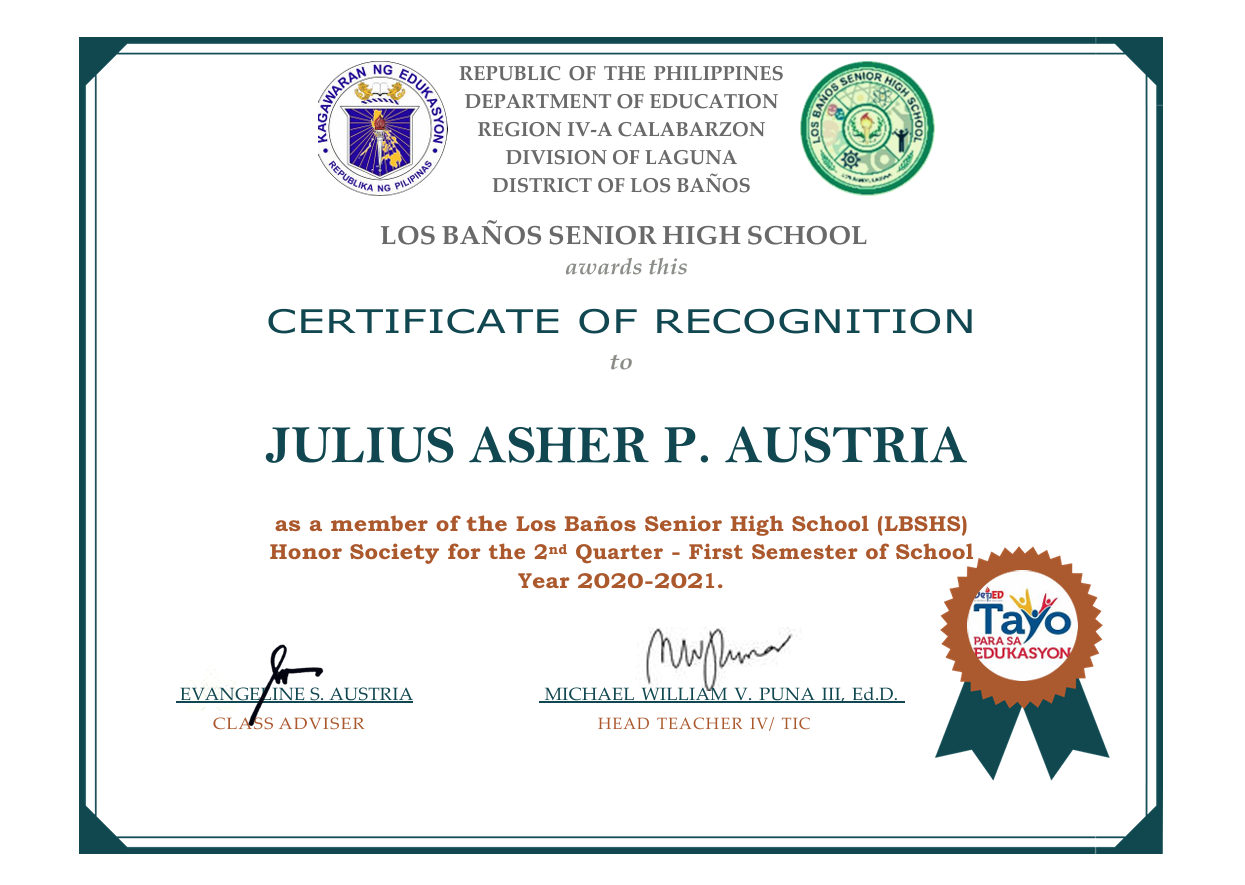 KAGAWARAN NG EDUKASYON
REPUBLIKA NG PILIPINAS
REPUBLIC OF THE PHILIPPINES
DEPARTMENT OF EDUCATION
REGION IV-A CALABARZON
DIVISION OF LAGUNA
DISTRICT OF LOS BAÑOS
LOS BAÑOS SENIOR HIGH SCHOOL
LOS BAÑOS, LAGUNA
LOS BAÑOS SENIOR HIGH SCHOOL
awards this
CERTIFICATE OF RECOGNITION
to
JULIUS ASHER P. AUSTRIA
as a member of the Los Baños Senior High School (LBSHS)
Honor Society for the 2nd Quarter - First Semester of School
Year 2020-2021.
DepED
Tayo
PARA SA
EDUKASYON
EVANGELINE S. AUSTRIA
CLASS ADVISER
MICHAEL WILLIAM V. PUNA III, Ed.D.
HEAD TEACHER IV/ TIC